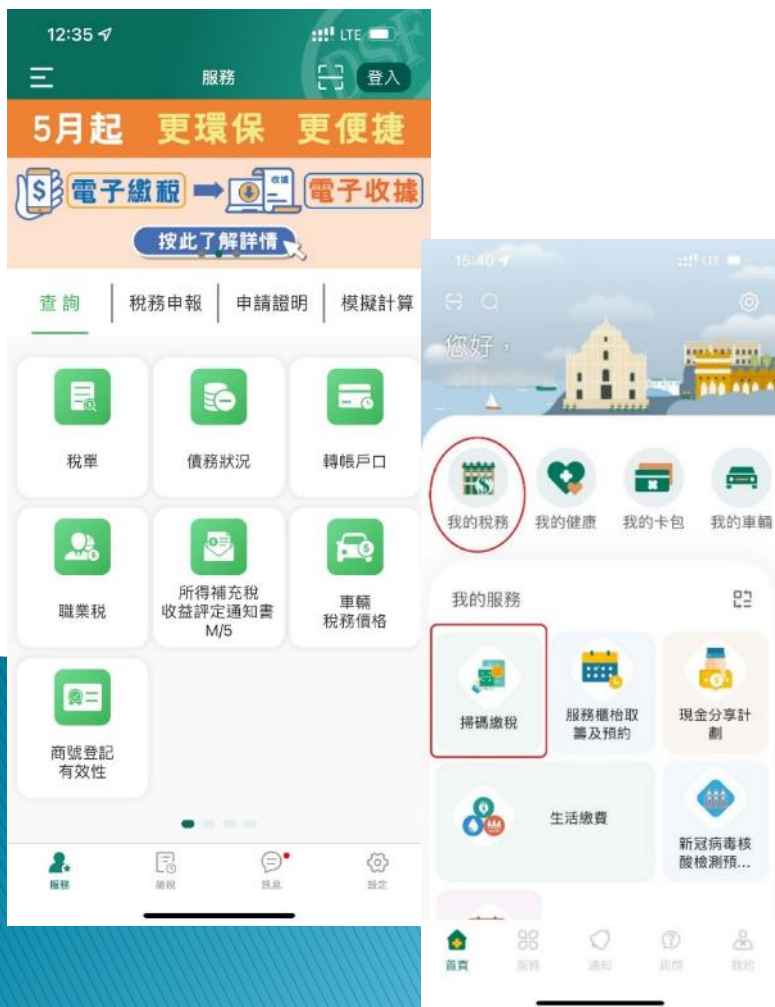 12:35
LTE
DSF
服務
登入
5月起 更環保 更便捷
$ 電子繳稅
收據 電子收據
按此了解詳情
查詢 稅務申報 申請證明 模擬計算
稅單 債務狀況 轉帳戶口
職業稅 所得補充稅 車輛
收益評定通知書 稅務價格
M/5
商號登記
有效性
服務 繳稅 訊息 設定
15:40
LTE
您好，
我的稅務 我的健康 我的卡包 我的車輛
我的服務
掃碼繳稅 服務櫃枱取 現金分享計
籌及預約 劃
生活繳費 新冠病毒核
酸檢測預...
首頁 服務 通知 詢問 我的